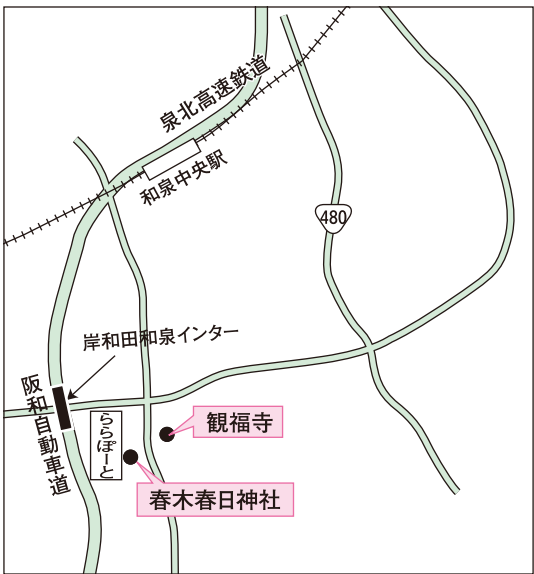 泉北高速鉄道
和泉中央駅
480
岸和田和泉インター
阪和自動車道
ららぽーと
観福寺
春木春日神社